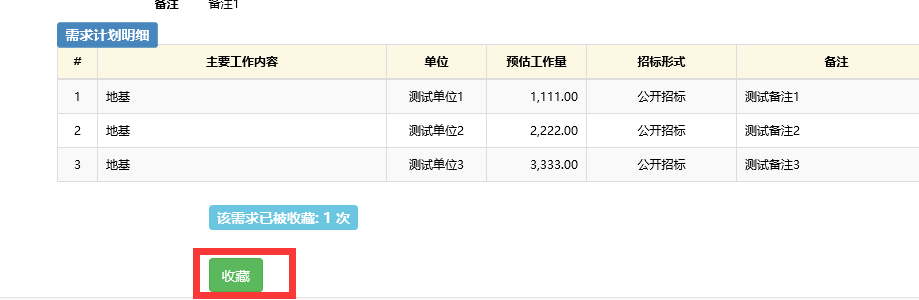 备注 备注1
需求计划明细
# 主要工作内容 单位 预估工作量 招标形式 备注
1 地基 测试单位1 1,111.00 公开招标 测试备注1
2 地基 测试单位2 2,222.00 公开招标 测试备注2
3 地基 测试单位3 3,333.00 公开招标 测试备注3
该需求已被收藏: 1 次
收藏